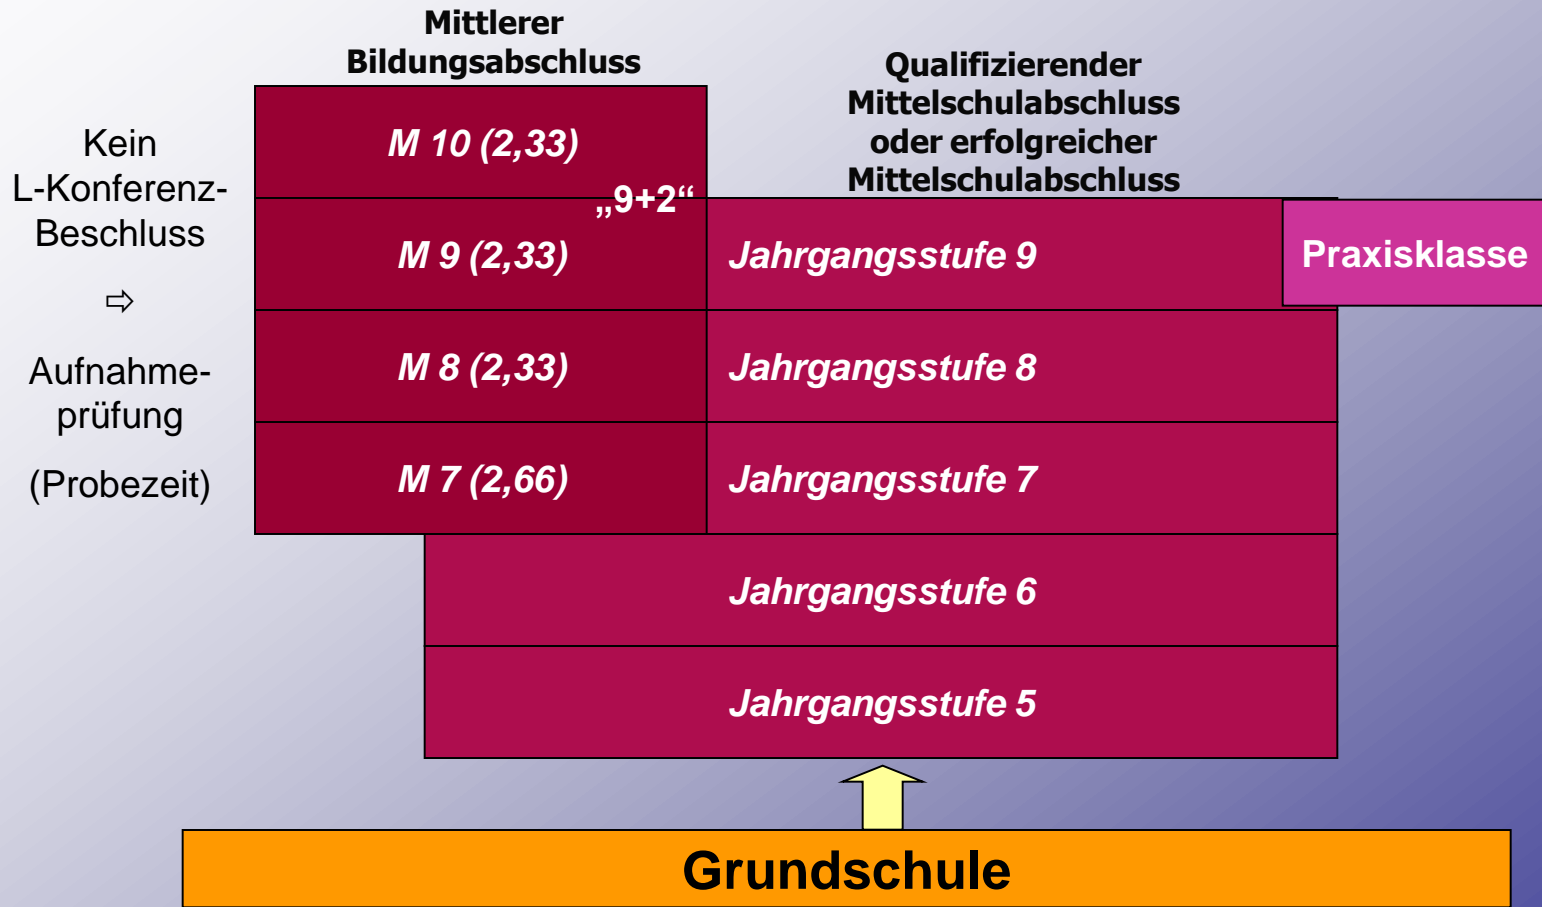 Mittlerer
Bildungsabschluss
Qualifizierender
Mittelschulabschluss
oder erfolgreicher
Mittelschulabschluss
Kein
L-Konferenz-
Beschluss
⇨
Aufnahme-
prüfung
(Probezeit)
M 10 (2,33)
„9+2“
M 9 (2,33)
Jahrgangsstufe 9
Praxisklasse
M 8 (2,33)
Jahrgangsstufe 8
M 7 (2,66)
Jahrgangsstufe 7
Jahrgangsstufe 6
Jahrgangsstufe 5
Grundschule